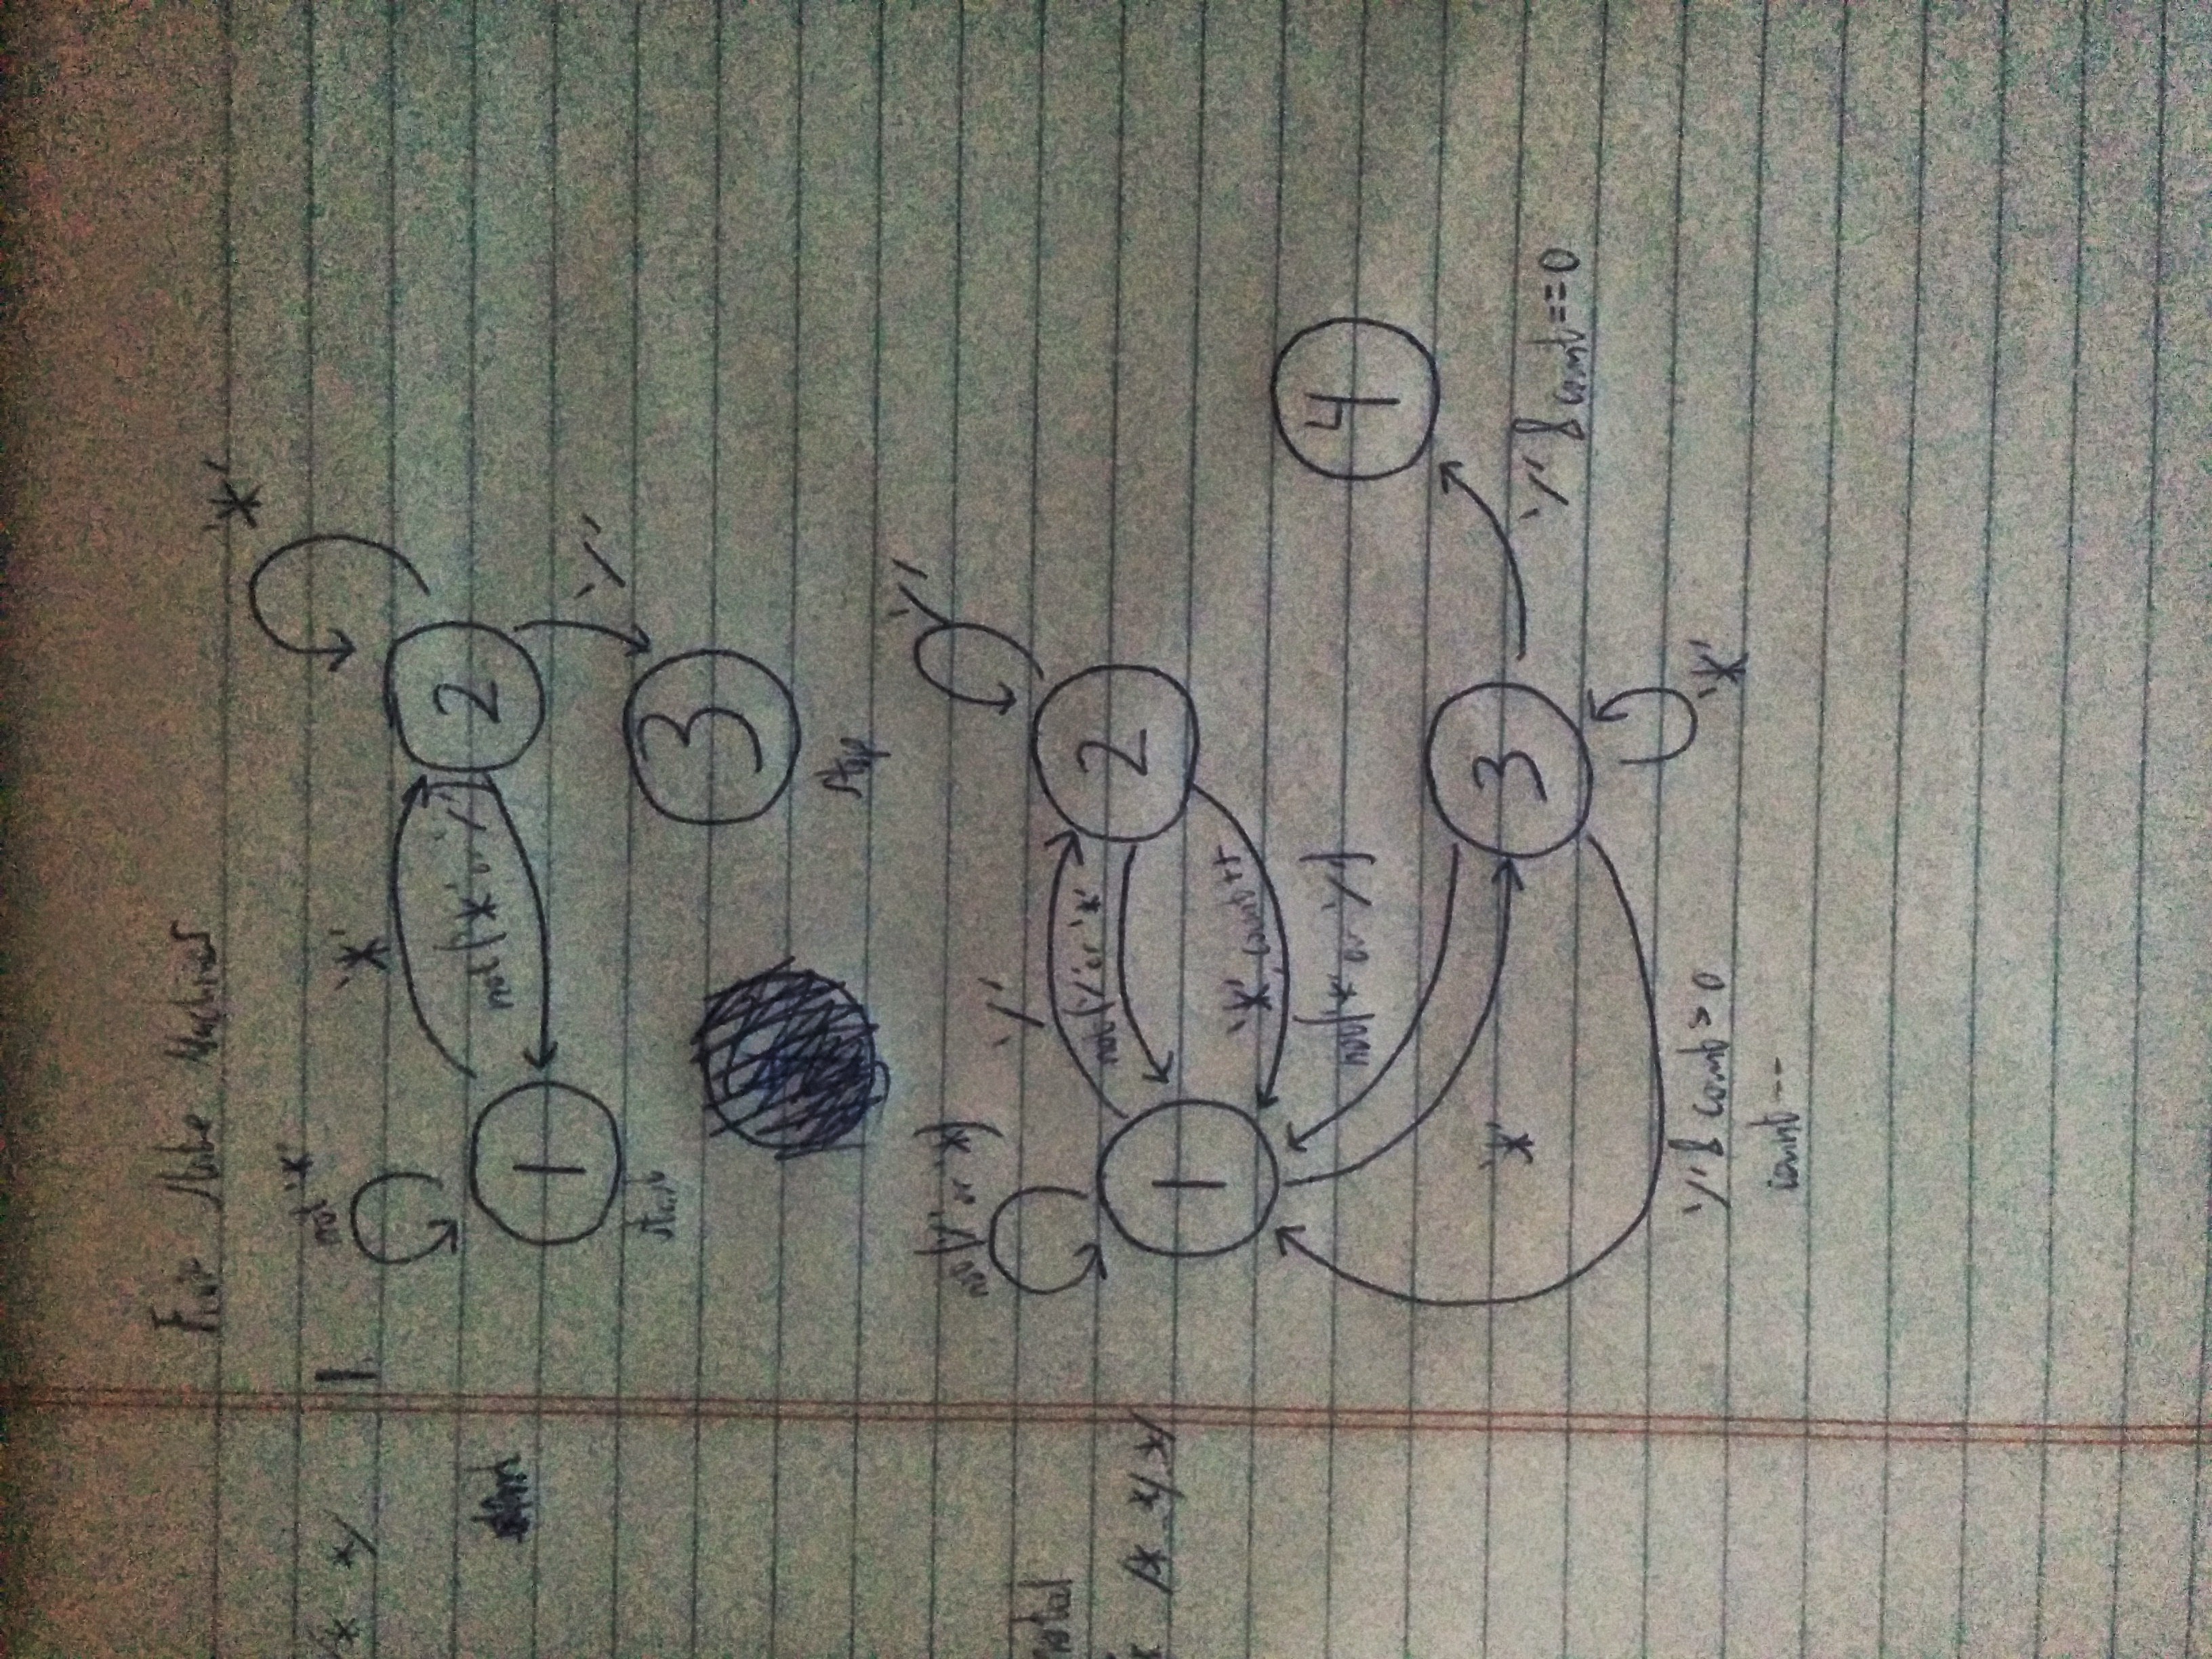 Finite State Machines
1.
/* */
not '*'
'*'
'*'
1
not('*' or '/')
2
start
'/'
3
stop
nested
/* /* */ */
not('/' or '*')
'/'
'/'
not('/' or '*'
1
2
'*' count++
not('*' or '/')
4
'*'
3
'/' & count==0
'*'
'/' & count > 0
count--